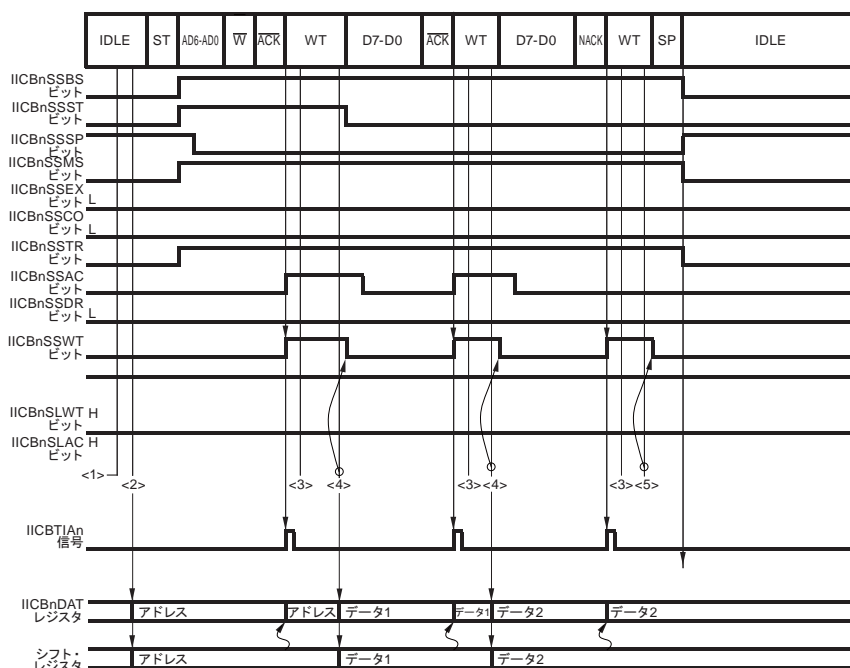 IDLE ST AD6-AD0 W ACK WT D7-D0 ACK WT D7-D0 NACK WT SP IDLE
IICBnSSBS
ビット
IICBnSSST
ビット
IICBnSSSP
ビット
IICBnSSMS
ビット
IICBnSSEX
ビット L
IICBnSSCO
ビット L
IICBnSSTR
ビット
IICBnSSAC
ビット
IICBnSSDR
ビット L
IICBnSSWT
ビット
IICBnSLWT H
ビット
IICBnSLAC H
ビット
<1>
<2> <3> <4> <3> <4> <3> <5>
IICBTIAn
信号
IICBnDAT
レジスタ
アドレス アドレス データ1 データ1 データ2 データ2
シフト・
レジスタ
アドレス データ1 データ2